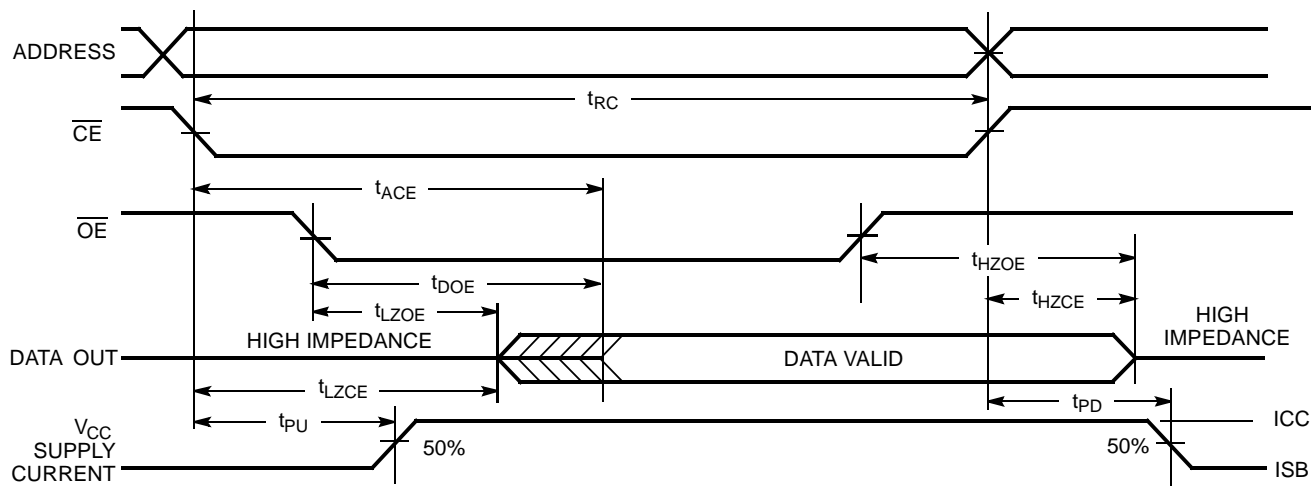 ADDRESS
tRC
CE
tACE
OE
tHZOE
tDOE
tHZCE
tLZOE
HIGH IMPEDANCE
HIGH
IMPEDANCE
DATA OUT
DATA VALID
tLZCE
tPD
tPU
ICC
VCC
SUPPLY
CURRENT
50%
50%
ISB